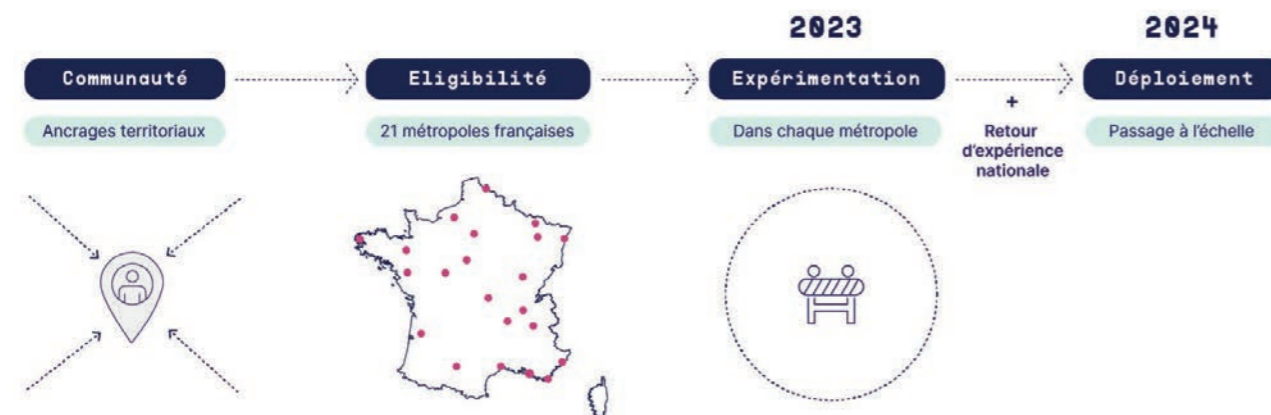 2023
2024
Communauté
Eligibilité
Expérimentation
Déploiement
+
Ancrages territoriaux
21 métropoles françaises
Dans chaque métropole
Retour
d'expérience
nationale
Passage à l'échelle